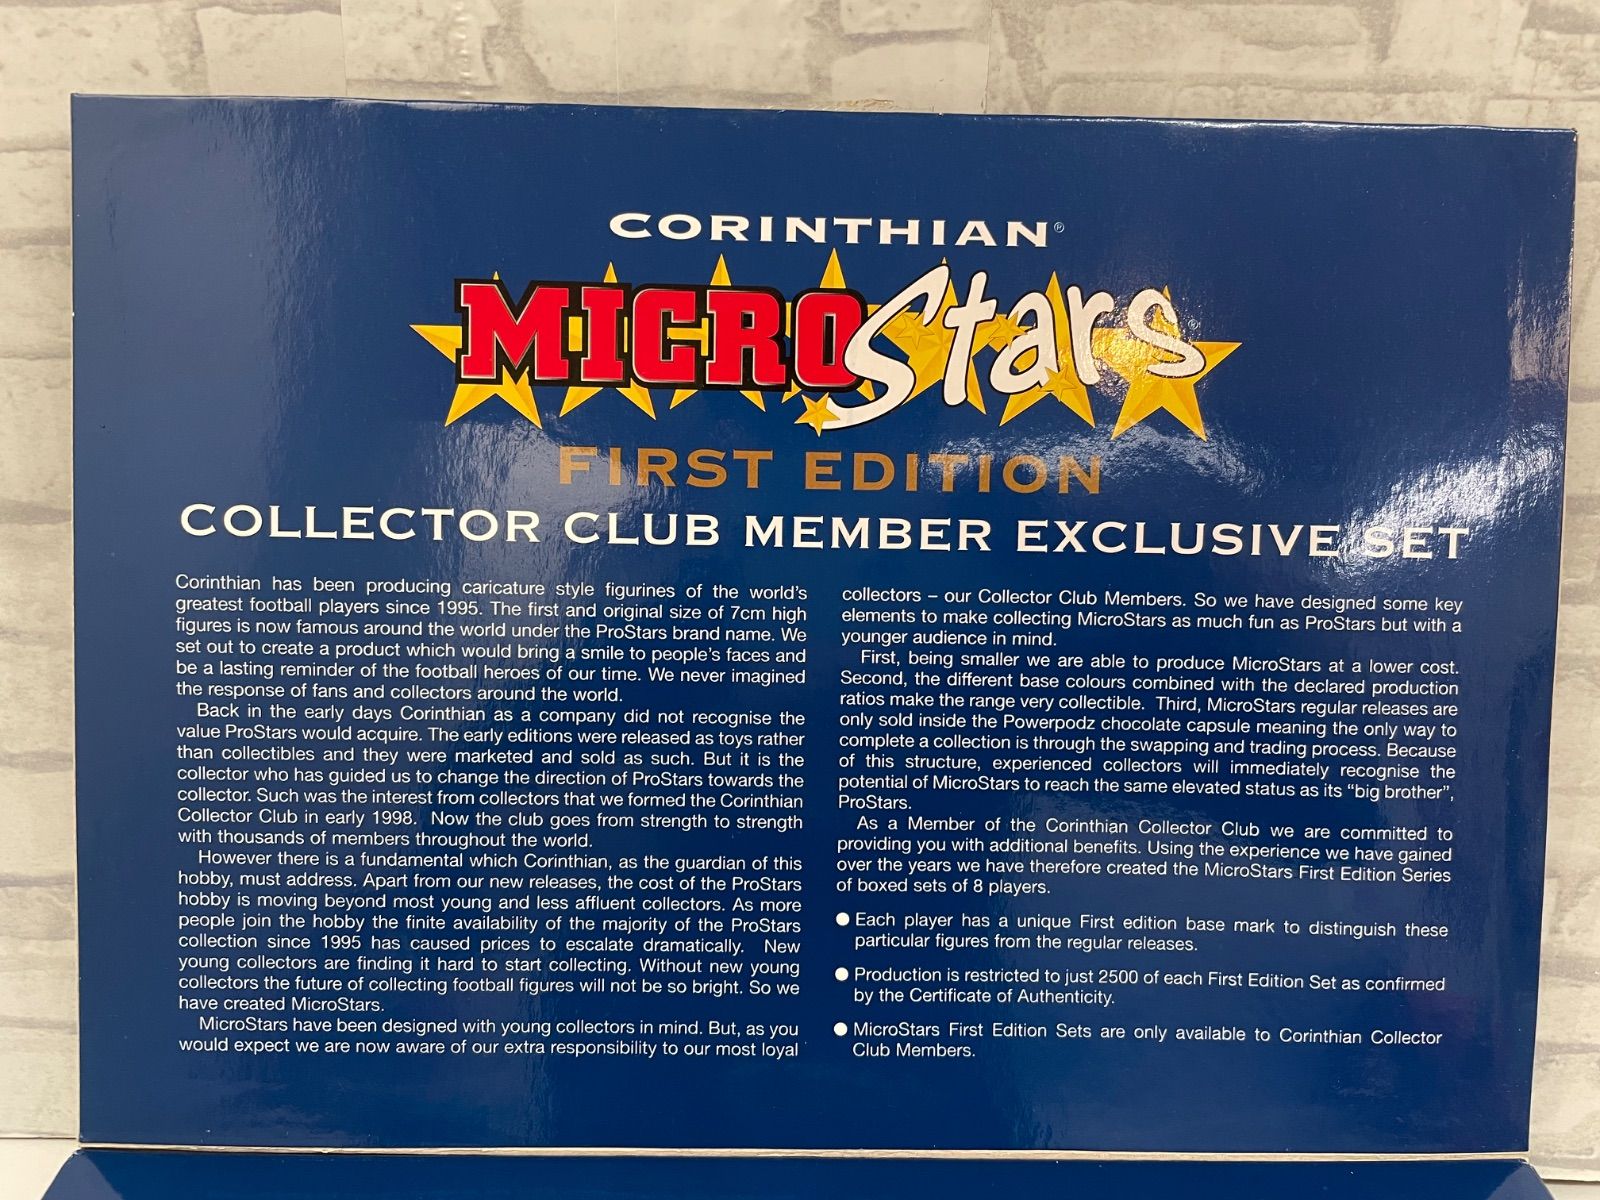 CORINTHIAN®
MICROStars
FIRST EDITION
COLLECTOR CLUB MEMBER EXCLUSIVE SET
Corinthian has been producing caricature style figurines of the world's
greatest football players since 1995. The first and original size of 7cm high
figures is now famous around the world under the ProStars brand name. We
set out to create a product which would bring a smile to people's faces and
be a lasting reminder of the football heroes of our time. We never imagined
the response of fans and collectors around the world.
Back in the early days Corinthian as a company did not recognise the
value ProStars would acquire. The early editions were released as toys rather
than collectibles and they were marketed and sold as such. But it is the
collector who has guided us to change the direction of ProStars towards the
collector. Such was the interest from collectors that we formed the Corinthian
Collector Club in early 1998. Now the club goes from strength to strength
with thousands of members throughout the world.
However there is a fundamental which Corinthian, as the guardian of this
hobby, must address. Apart from our new releases, the cost of the ProStars
hobby is moving beyond most young and less affluent collectors. As more
people join the hobby the finite availability of the majority of the ProStars
collection since 1995 has caused prices to escalate dramatically. New
young collectors are finding it hard to start collecting. Without new young
collectors the future of collecting football figures will not be so bright. So we
have created MicroStars.
MicroStars have been designed with young collectors in mind. But, as you
would expect we are now aware of our extra responsibility to our most loyal
collectors – our Collector Club Members. So we have designed some key
elements to make collecting MicroStars as much fun as ProStars but with a
younger audience in mind.
First, being smaller we are able to produce MicroStars at a lower cost.
Second, the different base colours combined with the declared production
ratios make the range very collectible. Third, MicroStars regular releases are
only sold inside the Powerpodz chocolate capsule meaning the only way to
complete a collection is through the swapping and trading process. Because
of this structure, experienced collectors will immediately recognise the
potential of MicroStars to reach the same elevated status as its "big brother",
ProStars.
As a Member of the Corinthian Collector Club we are committed to
providing you with additional benefits. Using the experience we have gained
over the years we have therefore created the MicroStars First Edition Series
of boxed sets of 8 players.
● Each player has a unique First edition base mark to distinguish these
particular figures from the regular releases.
● Production is restricted to just 2500 of each First Edition Set as confirmed
by the Certificate of Authenticity.
● MicroStars First Edition Sets are only available to Corinthian Collector
Club Members.